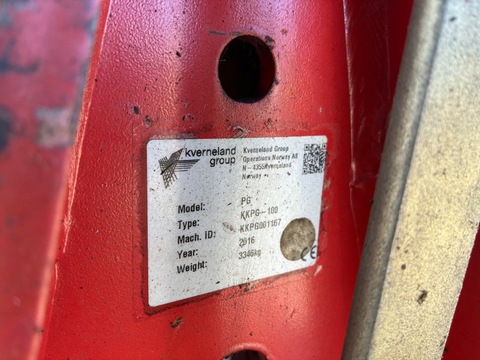 kverneland
group
Kverneland Group
Operations Norway AS
N-4355 Kverneland
Norway
Model: PG
Type: KKPG-100
Mach. ID: KKPG001167
Year: 2016
Weight: 3346kg
CE